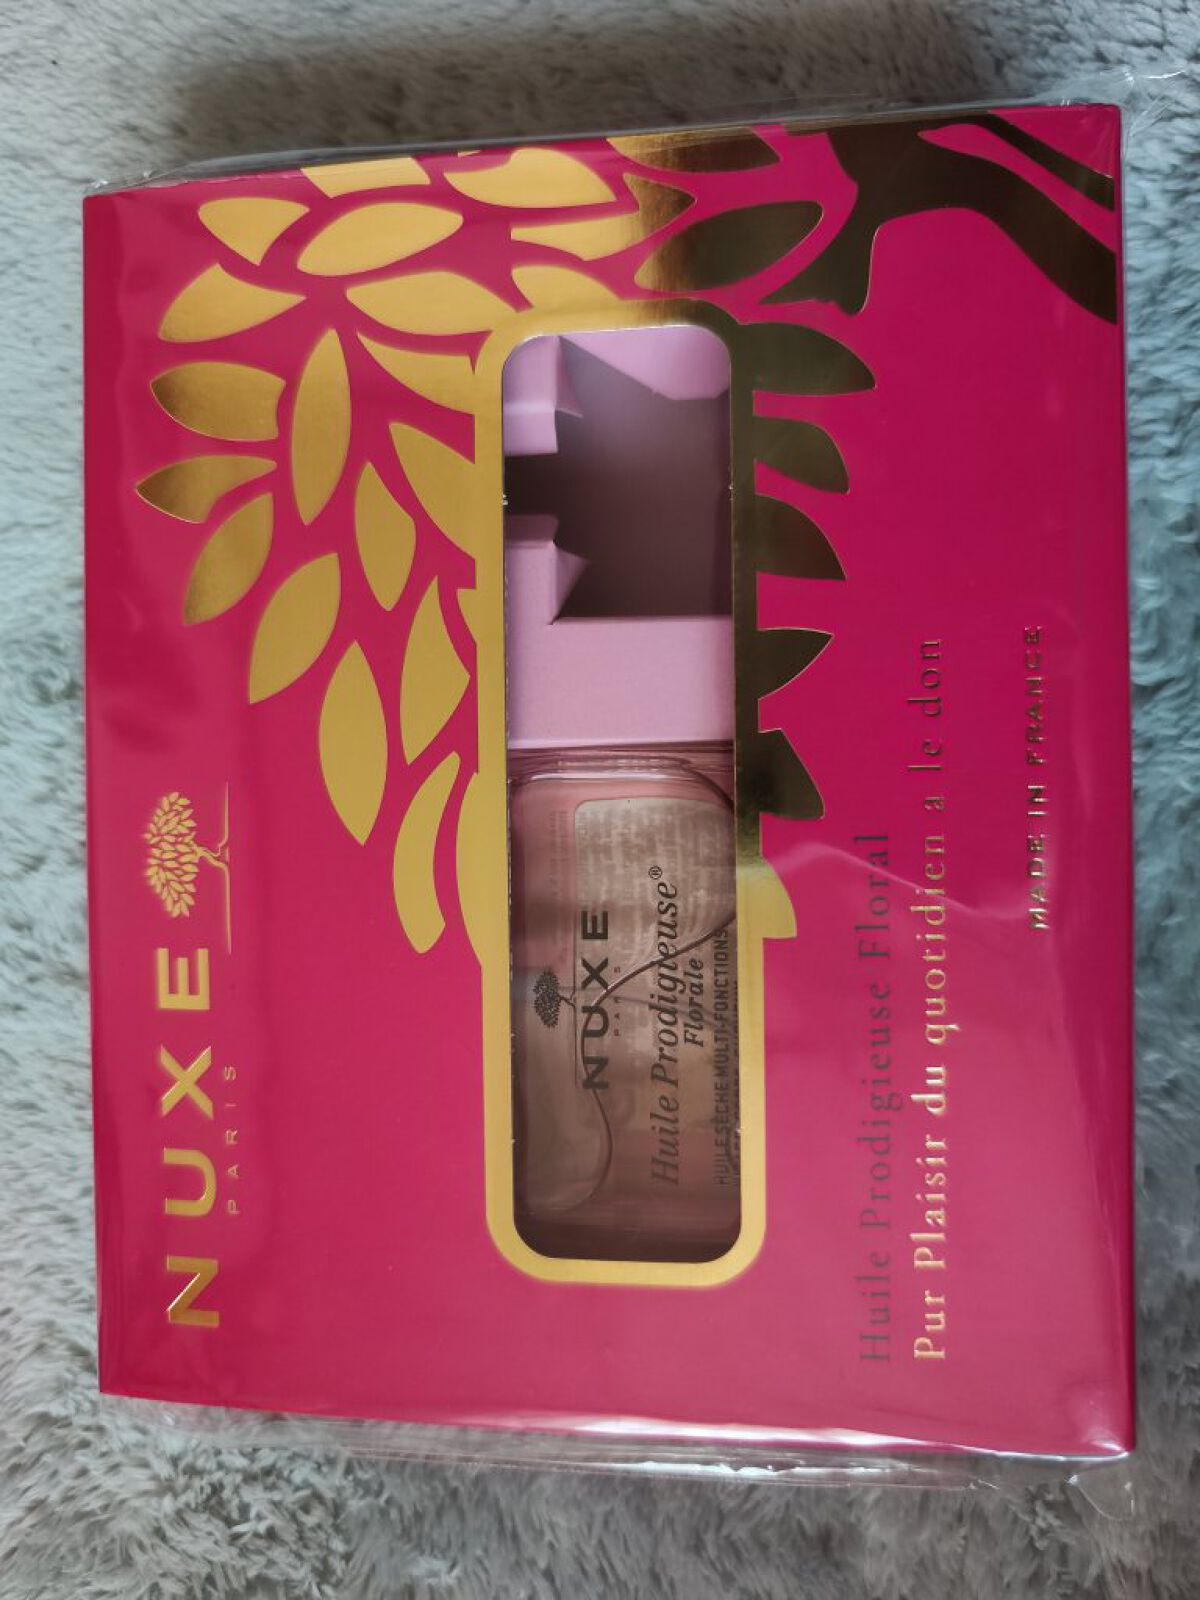 NUXE
PARIS
NUXE
PARIS
Huile Prodigieuse®
Florale
HUILE SÈCHE MULTI-FONCTIONS
Huile Prodigieuse Floral
Pur Plaisir du quotidien a le don
MADE IN FRANCE